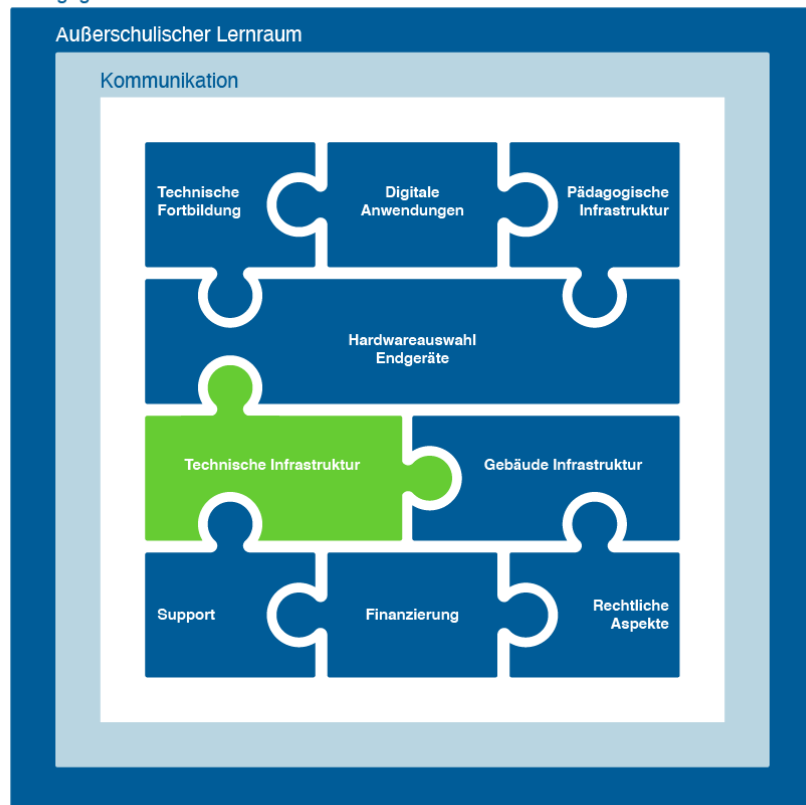 Außerschulischer Lernraum
Kommunikation
Technische
Fortbildung
Digitale
Anwendungen
Pädagogische
Infrastruktur
Hardwareauswahl
Endgeräte
Technische Infrastruktur
Gebäude Infrastruktur
Support
Finanzierung
Rechtliche
Aspekte